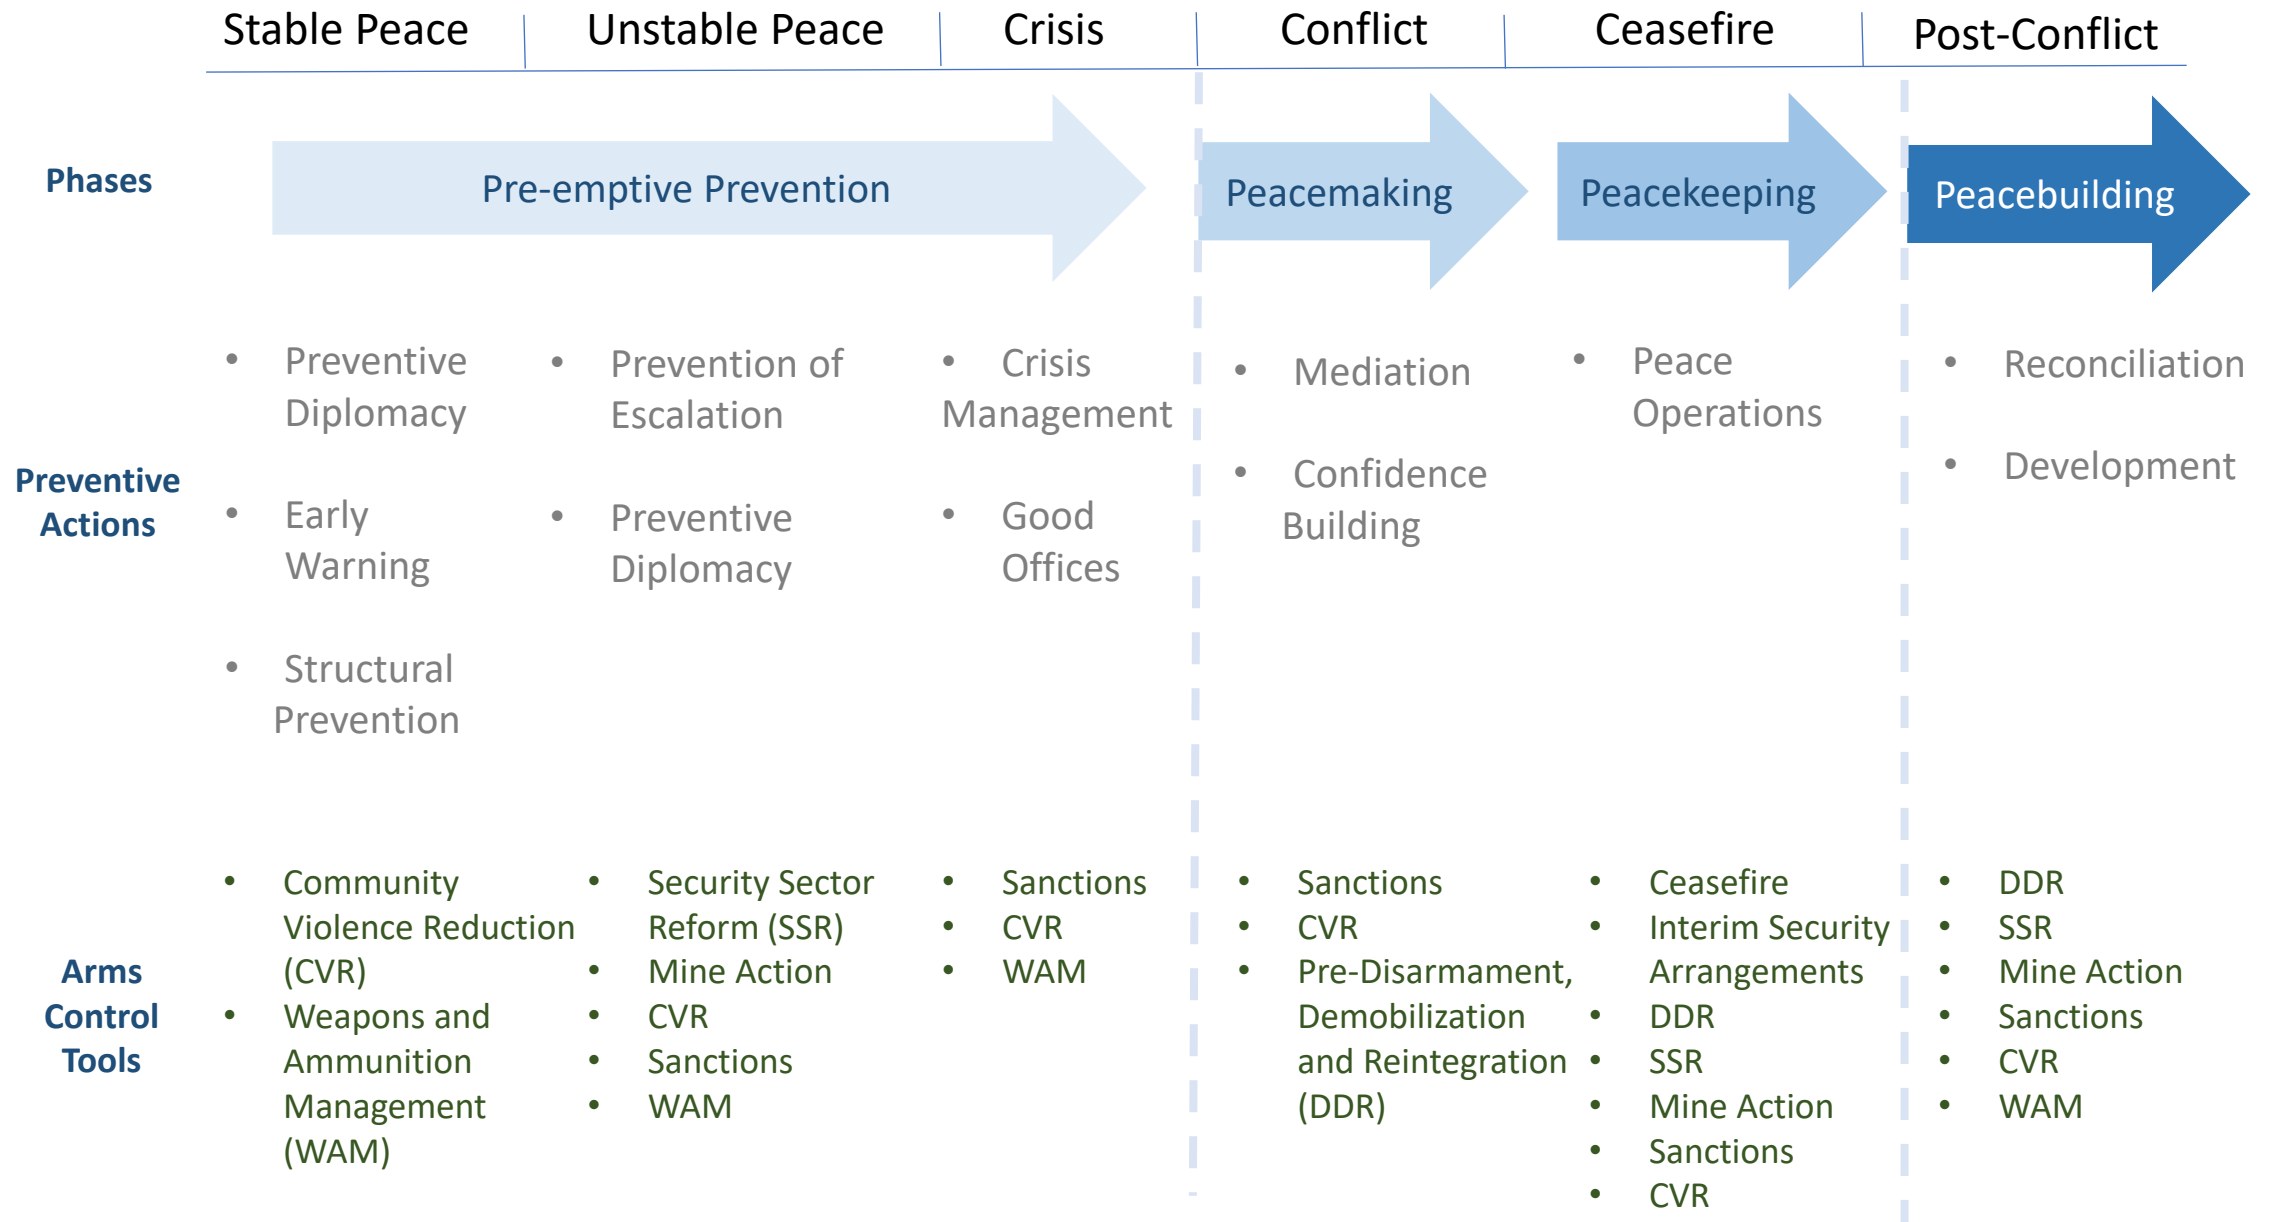 Stable Peace
Unstable Peace
Crisis
Conflict
Ceasefire
Post-Conflict
Phases
Pre-emptive Prevention
Peacemaking
Peacekeeping
Peacebuilding
Preventive
Actions
• Preventive
Diplomacy
• Early
Warning
• Structural
Prevention
• Prevention of
Escalation
• Preventive
Diplomacy
• Crisis
Management
• Good
Offices
• Mediation
• Confidence
Building
• Peace
Operations
• Reconciliation
• Development
Arms
Control
Tools
• Community
Violence Reduction
(CVR)
• Weapons and
Ammunition
Management
(WAM)
• Security Sector
Reform (SSR)
• Mine Action
• CVR
• Sanctions
• WAM
• Sanctions
• CVR
• WAM
• Sanctions
• CVR
• Pre-Disarmament,
Demobilization
and Reintegration
(DDR)
• Ceasefire
• Interim Security
Arrangements
• DDR
• SSR
• Mine Action
• Sanctions
• CVR
• DDR
• SSR
• Mine Action
• Sanctions
• CVR
• WAM